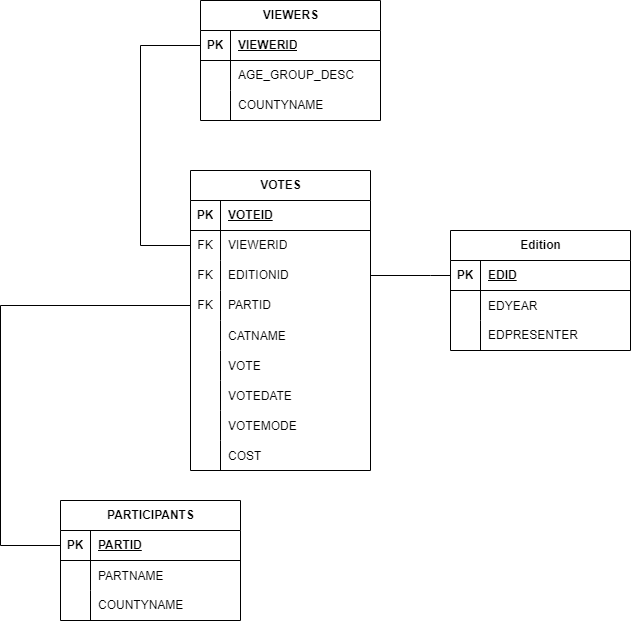 VIEWERS
PK VIEWERID
AGE_GROUP_DESC
COUNTYNAME
VOTES
PK VOTEID
FK VIEWERID
FK EDITIONID
FK PARTID
CATNAME
VOTE
VOTEDATE
VOTEMODE
COST
Edition
PK EDID
EDYEAR
EDPRESENTER
PARTICIPANTS
PK PARTID
PARTNAME
COUNTYNAME